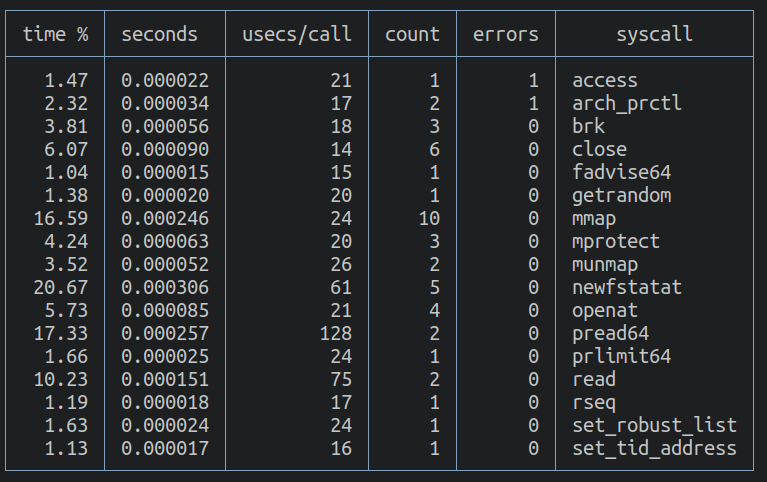 time % seconds usecs/call count errors syscall
1.47 0.000022 21 1 1 access
2.32 0.000034 17 2 1 arch_prctl
3.81 0.000056 18 3 0 brk
6.07 0.000090 14 6 0 close
1.04 0.000015 15 1 0 fadvise64
1.38 0.000020 20 1 0 getrandom
16.59 0.000246 24 10 0 mmap
4.24 0.000063 20 3 0 mprotect
3.52 0.000052 26 2 0 munmap
20.67 0.000306 61 5 0 newfstatat
5.73 0.000085 21 4 0 openat
17.33 0.000257 128 2 0 pread64
1.66 0.000025 24 1 0 prlimit64
10.23 0.000151 75 2 0 read
1.19 0.000018 17 1 0 rseq
1.63 0.000024 24 1 0 set_robust_list
1.13 0.000017 16 1 0 set_tid_address